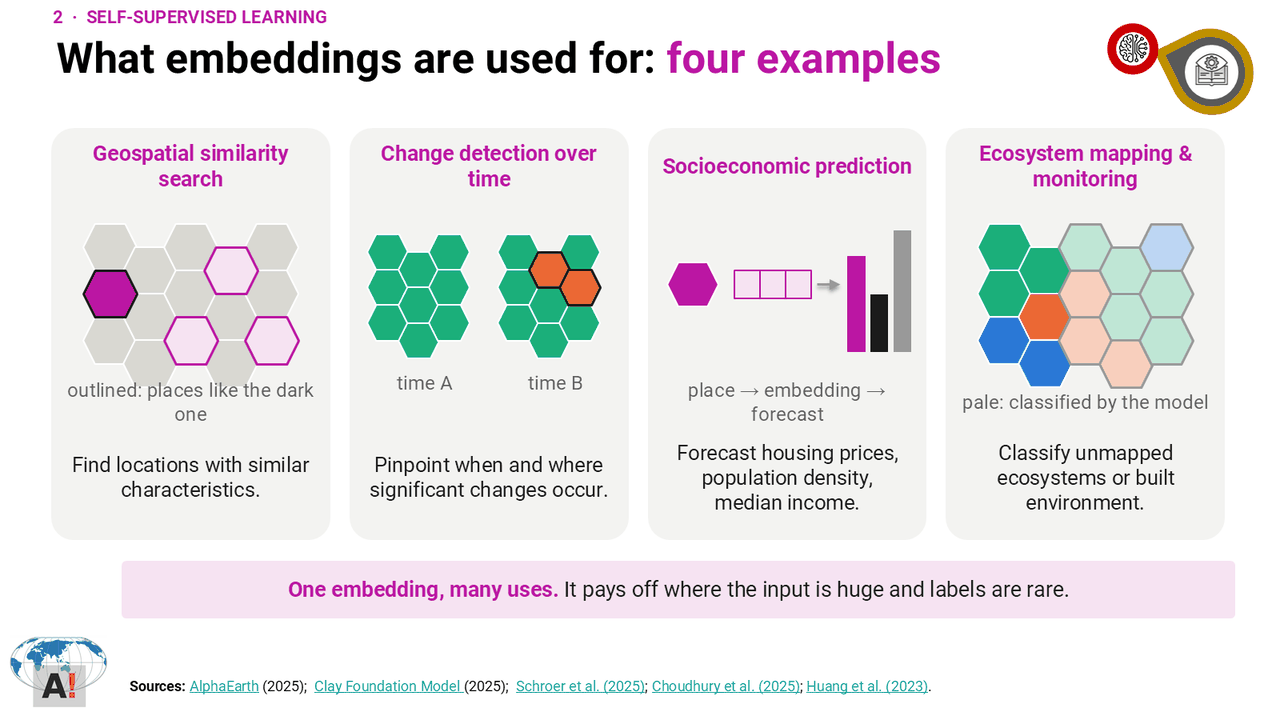 2 · SELF-SUPERVISED LEARNING
What embeddings are used for: four examples
Geospatial similarity
search
outlined: places like the dark
one
Find locations with similar
characteristics.
Change detection over
time
time A
time B
Pinpoint when and where
significant changes occur.
Socioeconomic prediction
place → embedding →
forecast
Forecast housing prices,
population density,
median income.
Ecosystem mapping &
monitoring
pale: classified by the model
Classify unmapped
ecosystems or built
environment.
One embedding, many uses. It pays off where the input is huge and labels are rare.
A!
Sources: AlphaEarth (2025); Clay Foundation Model (2025); Schroer et al. (2025); Choudhury et al. (2025); Huang et al. (2023).